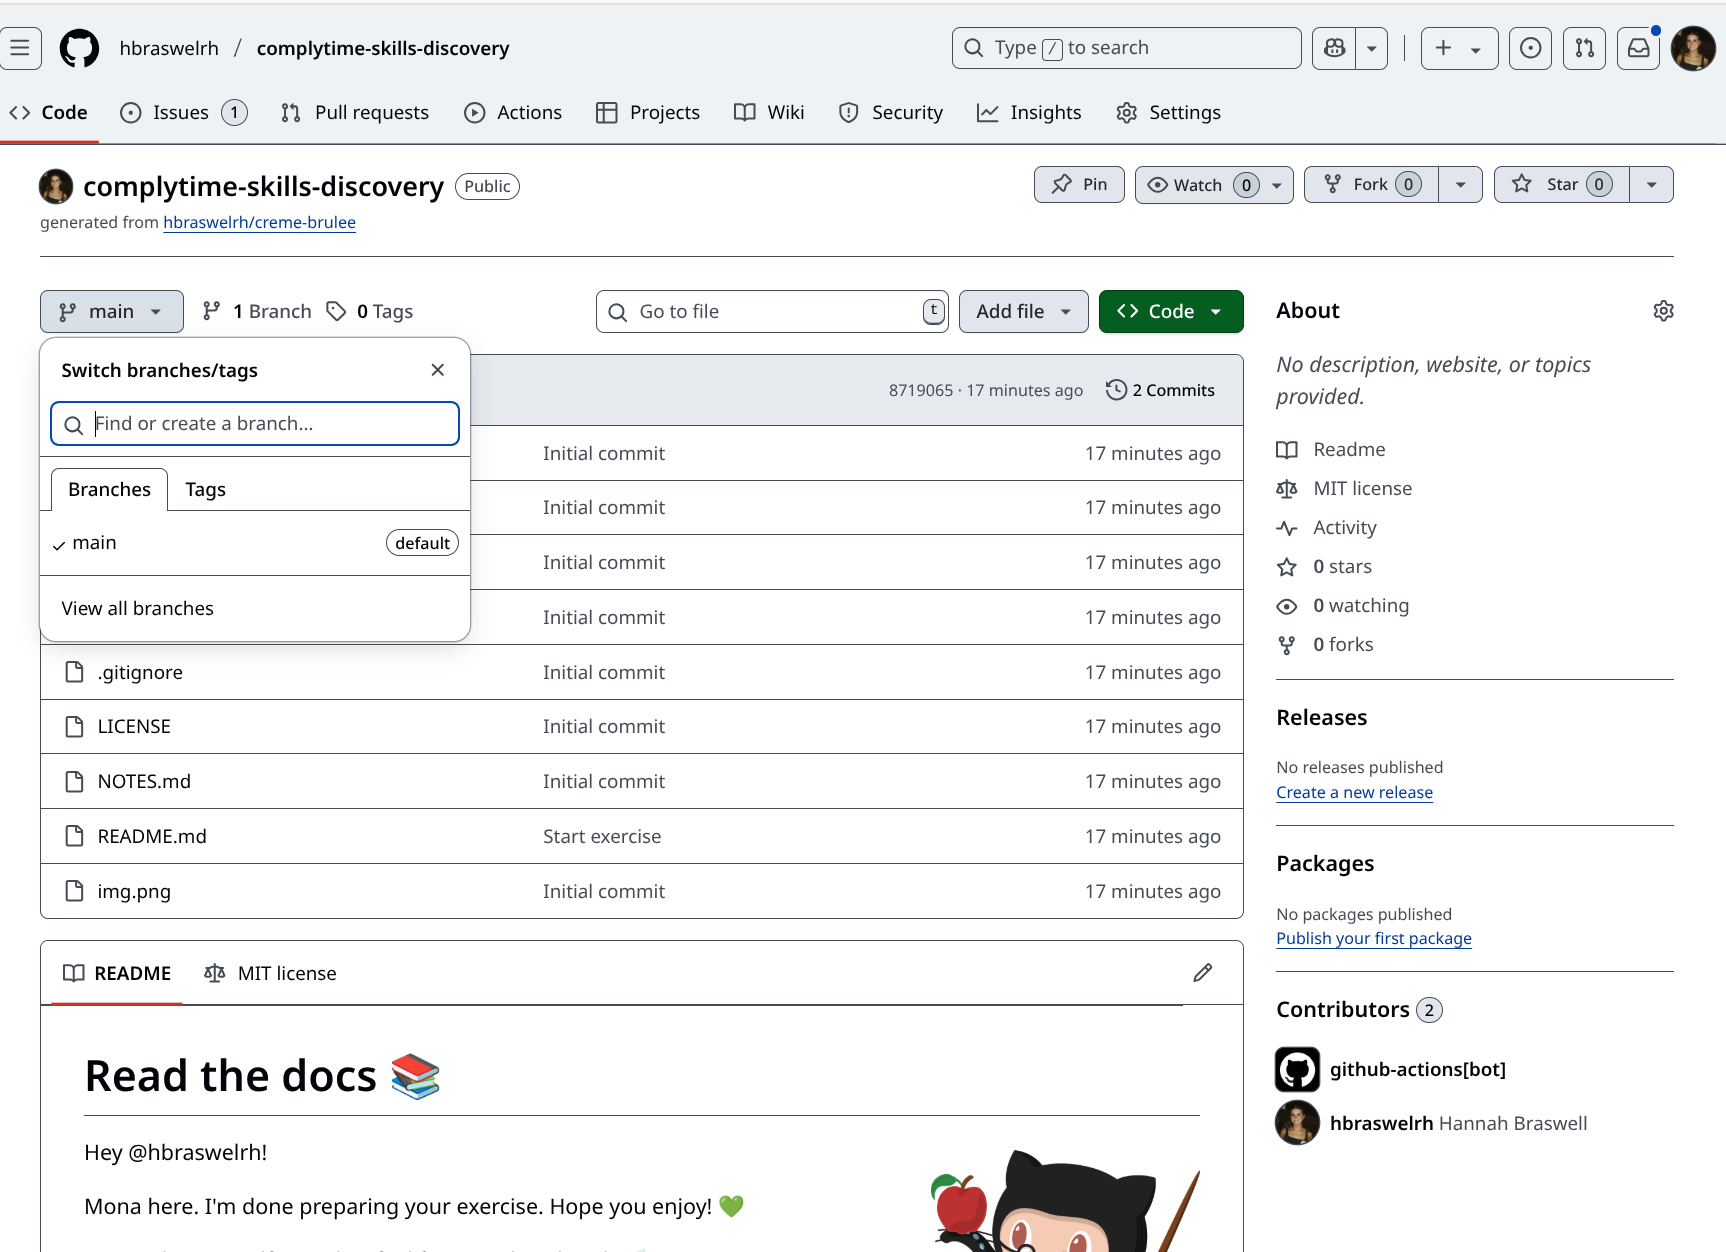 hbraswelrh / complytime-skills-discovery
Type / to search
Code
Issues 1
Pull requests
Actions
Projects
Wiki
Security
Insights
Settings
complytime-skills-discovery Public
Pin
Watch 0
Fork 0
Star 0
generated from hbraswelrh/creme-brulee
main
1 Branch
0 Tags
Go to file t
Add file
Code
Switch branches/tags
Find or create a branch...
Branches
Tags
main default
View all branches
8719065 · 17 minutes ago
2 Commits
Initial commit 17 minutes ago
Initial commit 17 minutes ago
Initial commit 17 minutes ago
Initial commit 17 minutes ago
.gitignore Initial commit 17 minutes ago
LICENSE Initial commit 17 minutes ago
NOTES.md Initial commit 17 minutes ago
README.md Start exercise 17 minutes ago
img.png Initial commit 17 minutes ago
README
MIT license
Read the docs
Hey @hbraswelrh!
Mona here. I'm done preparing your exercise. Hope you enjoy!
About
No description, website, or topics
provided.
Readme
MIT license
Activity
0 stars
0 watching
0 forks
Releases
No releases published
Create a new release
Packages
No packages published
Publish your first package
Contributors 2
github-actions[bot]
hbraswelrh Hannah Braswell